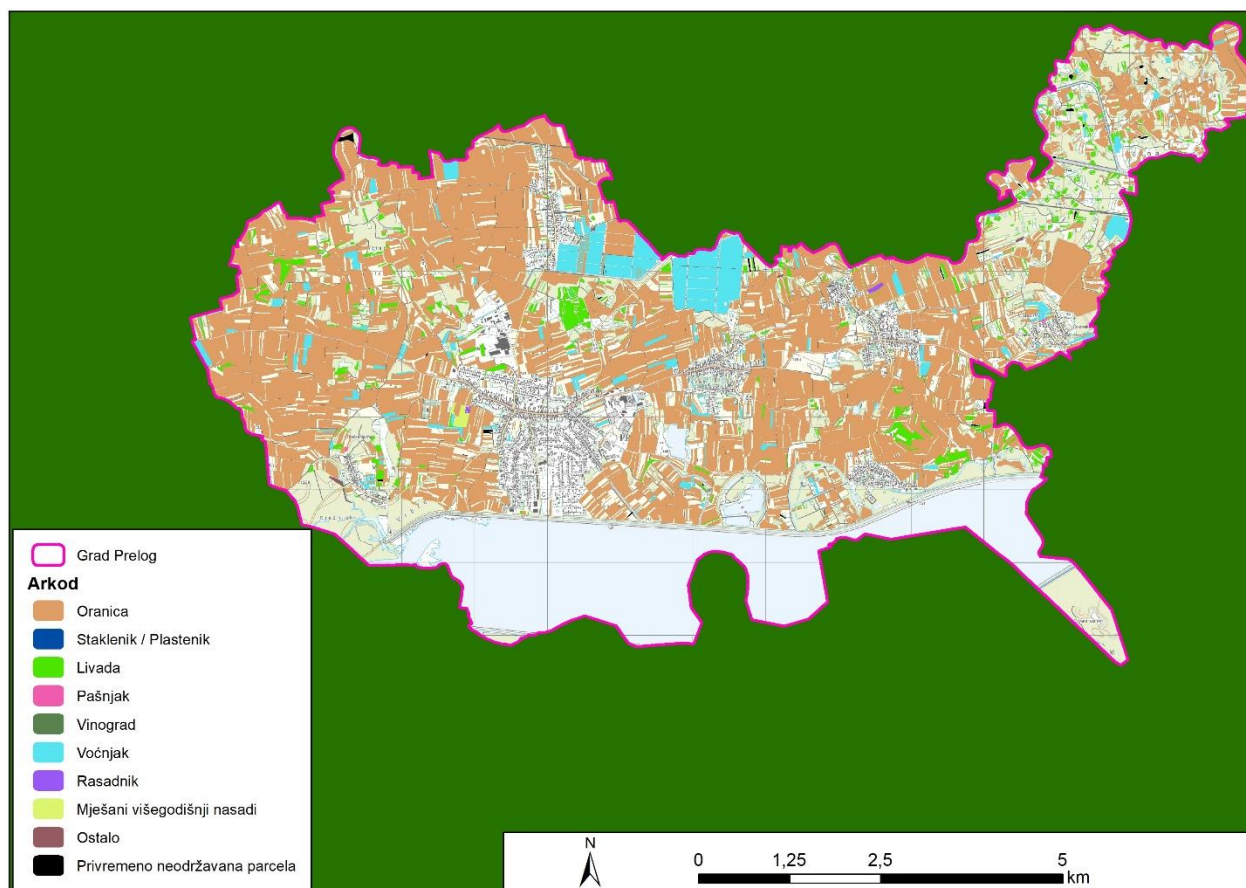 Grad Prelog
Arkod
Oranica
Staklenik / Plastenik
Livada
Pašnjak
Vinograd
Voćnjak
Rasadnik
Mješani višegodišnji nasadi
Ostalo
Privremeno neodržavana parcela
N
0 1,25 2,5 5
km